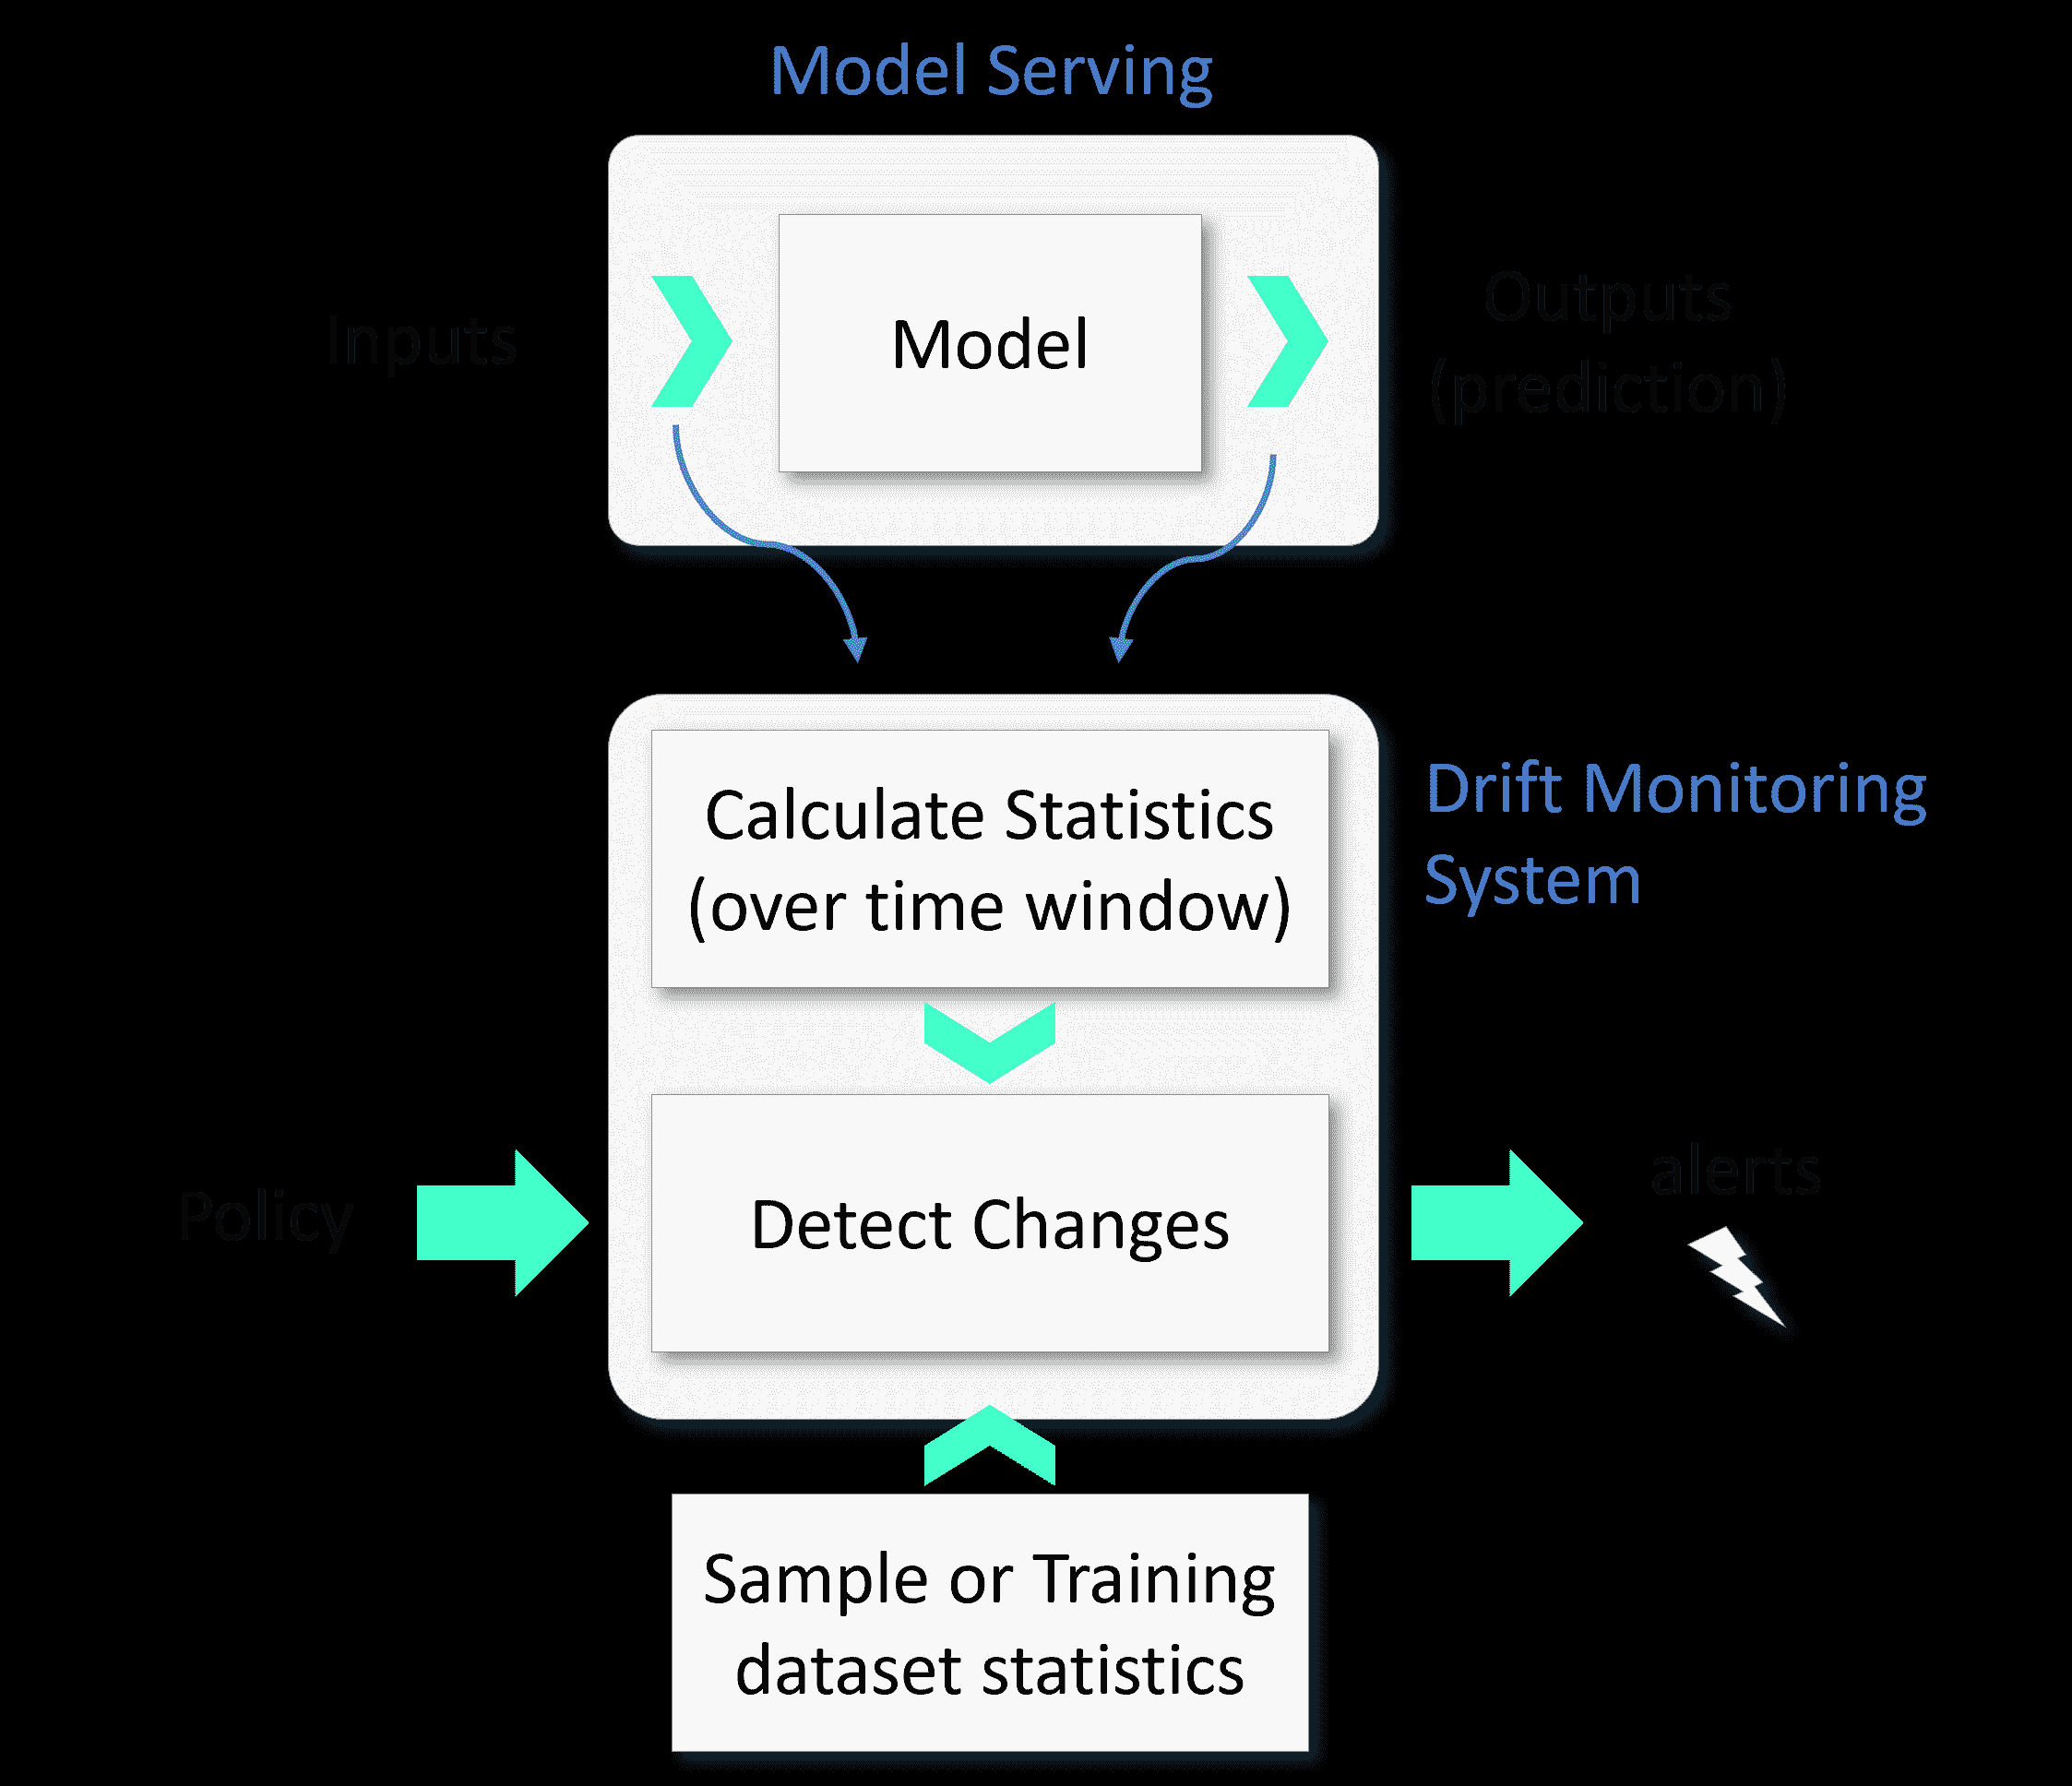 Model Serving
Inputs
Model
Outputs
(prediction)
Calculate Statistics
(over time window)
Drift Monitoring
System
Policy
Detect Changes
alerts
Sample or Training
dataset statistics